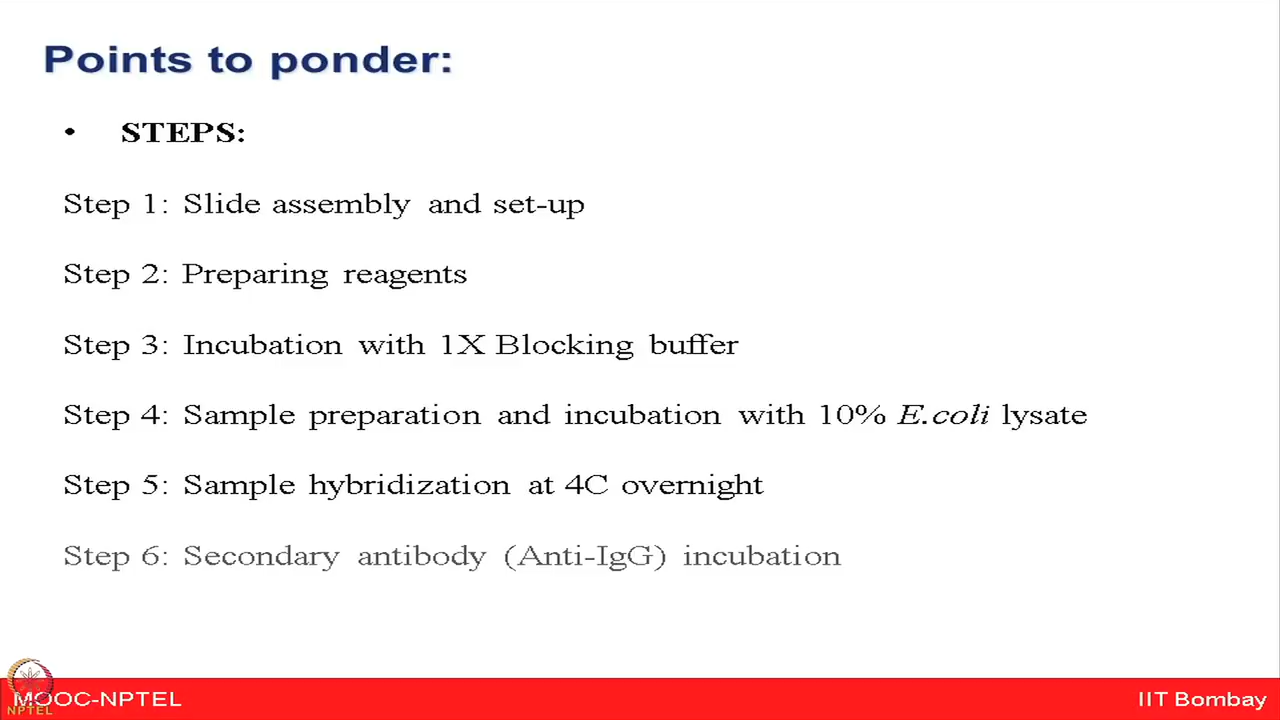 Points to ponder:
• STEPS:
Step 1: Slide assembly and set-up
Step 2: Preparing reagents
Step 3: Incubation with 1X Blocking buffer
Step 4: Sample preparation and incubation with 10% E.coli lysate
Step 5: Sample hybridization at 4C overnight
Step 6: Secondary antibody (Anti-IgG) incubation
MOOC-NPTEL
NPTEL
IIT Bombay